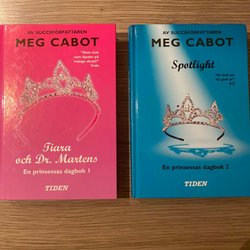 AV SUCCÉFÖRFATTAREN
MEG CABOT
Tiara
och Dr. Martens
En prinsessas dagbok 1
TIDEN
AV SUCCÉFÖRFATTAREN
MEG CABOT
Spotlight
En prinsessas dagbok 2
TIDEN